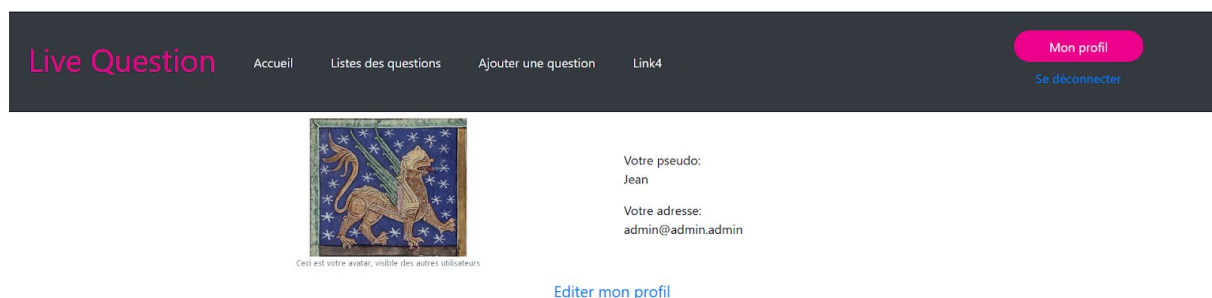 Live Question
Accueil
Listes des questions
Ajouter une question
Link4
Mon profil
Se déconnecter
Votre pseudo:
Jean
Votre adresse:
admin@admin.admin
Ceci est votre avatar, visible des autres utilisateurs
Editer mon profil